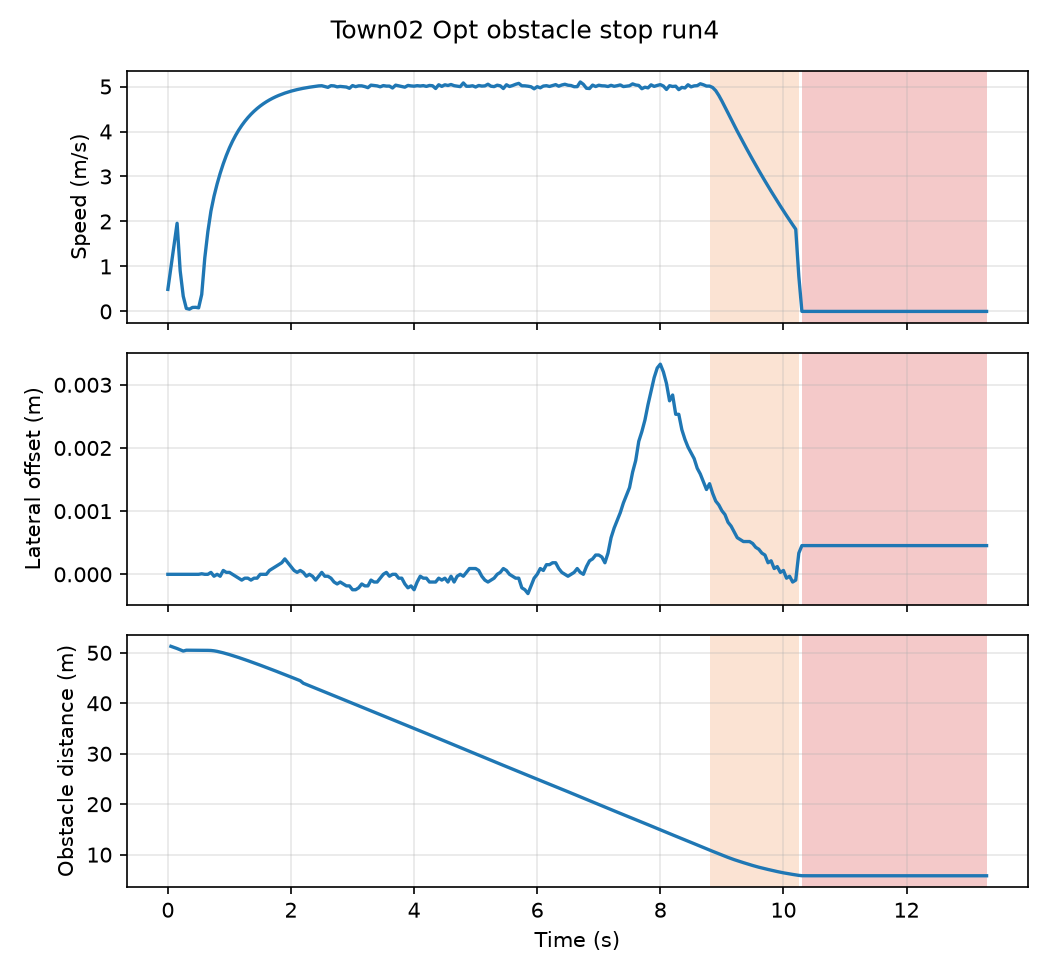 Town02 Opt obstacle stop run4
Speed (m/s)
5
4
3
2
1
0
Lateral offset (m)
0.003
0.002
0.001
0.000
Obstacle distance (m)
50
40
30
20
10
0 2 4 6 8 10 12
Time (s)